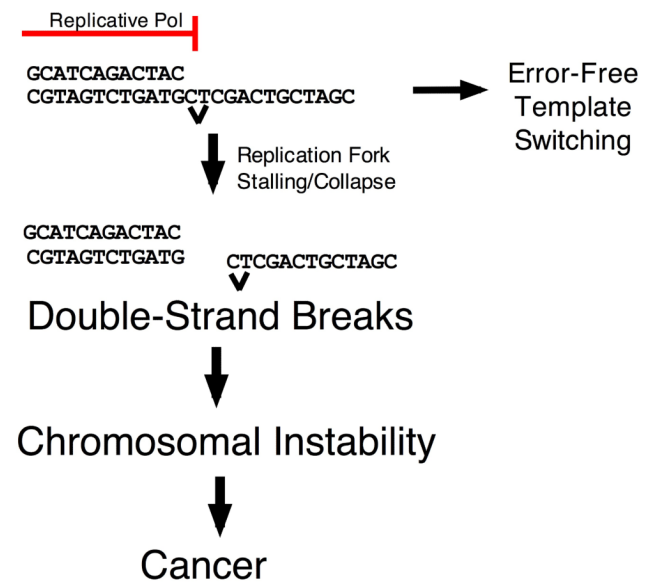 Replicative Pol
GCATCAGACTAC
CGTAGTCTGATGCTCGACTGCTAGC
Error-Free
Template
Switching
Replication Fork
Stalling/Collapse
GCATCAGACTAC
CGTAGTCTGATG
CTCGACTGCTAGC
Double-Strand Breaks
Chromosomal Instability
Cancer